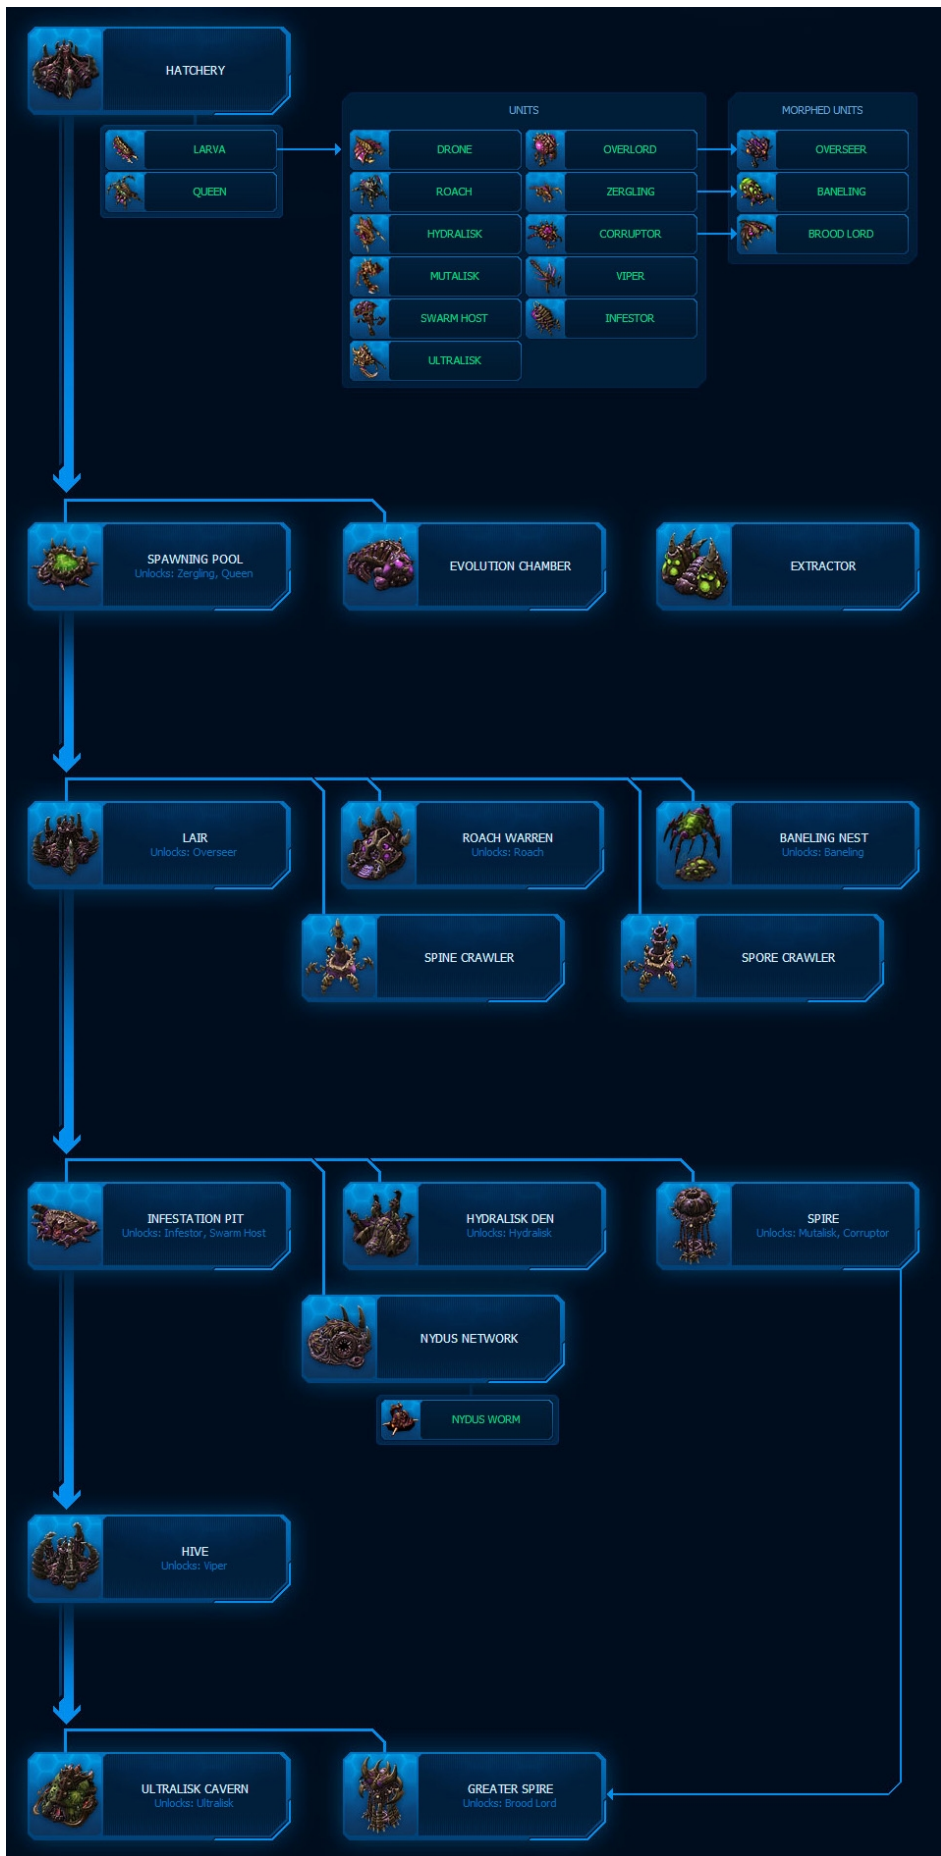 HATCHERY
LARVA
QUEEN
UNITS
DRONE
OVERLORD
ROACH
ZERGLING
HYDRALISK
CORRUPTOR
MUTALISK
VIPER
SWARM HOST
INFESTOR
ULTRALISK
MORPHED UNITS
OVERSEER
BANELING
BROOD LORD
SPAWNING POOL
Unlocks: Zergling, Queen
EVOLUTION CHAMBER
EXTRACTOR
LAIR
Unlocks: Overseer
ROACH WARREN
Unlocks: Roach
BANELING NEST
Unlocks: Baneling
SPINE CRAWLER
SPORE CRAWLER
INFESTATION PIT
Unlocks: Infestor, Swarm Host
HYDRALISK DEN
Unlocks: Hydralisk
SPIRE
Unlocks: Mutalisk, Corruptor
NYDUS NETWORK
NYDUS WORM
HIVE
Unlocks: Viper
ULTRALISK CAVERN
Unlocks: Ultralisk
GREATER SPIRE
Unlocks: Brood Lord